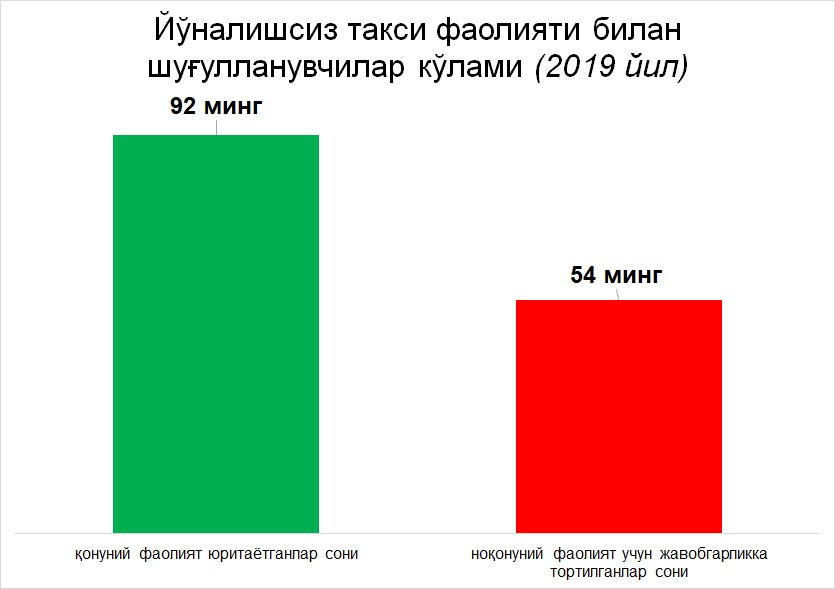 Йўналишсиз такси фаолияти билан
шуғулланувчилар кўлами (2019 йил)
92 минг
54 минг
қонуний фаолият юритаётганлар сони
ноқонуний фаолият учун жавобгарликка
тортилганлар сони